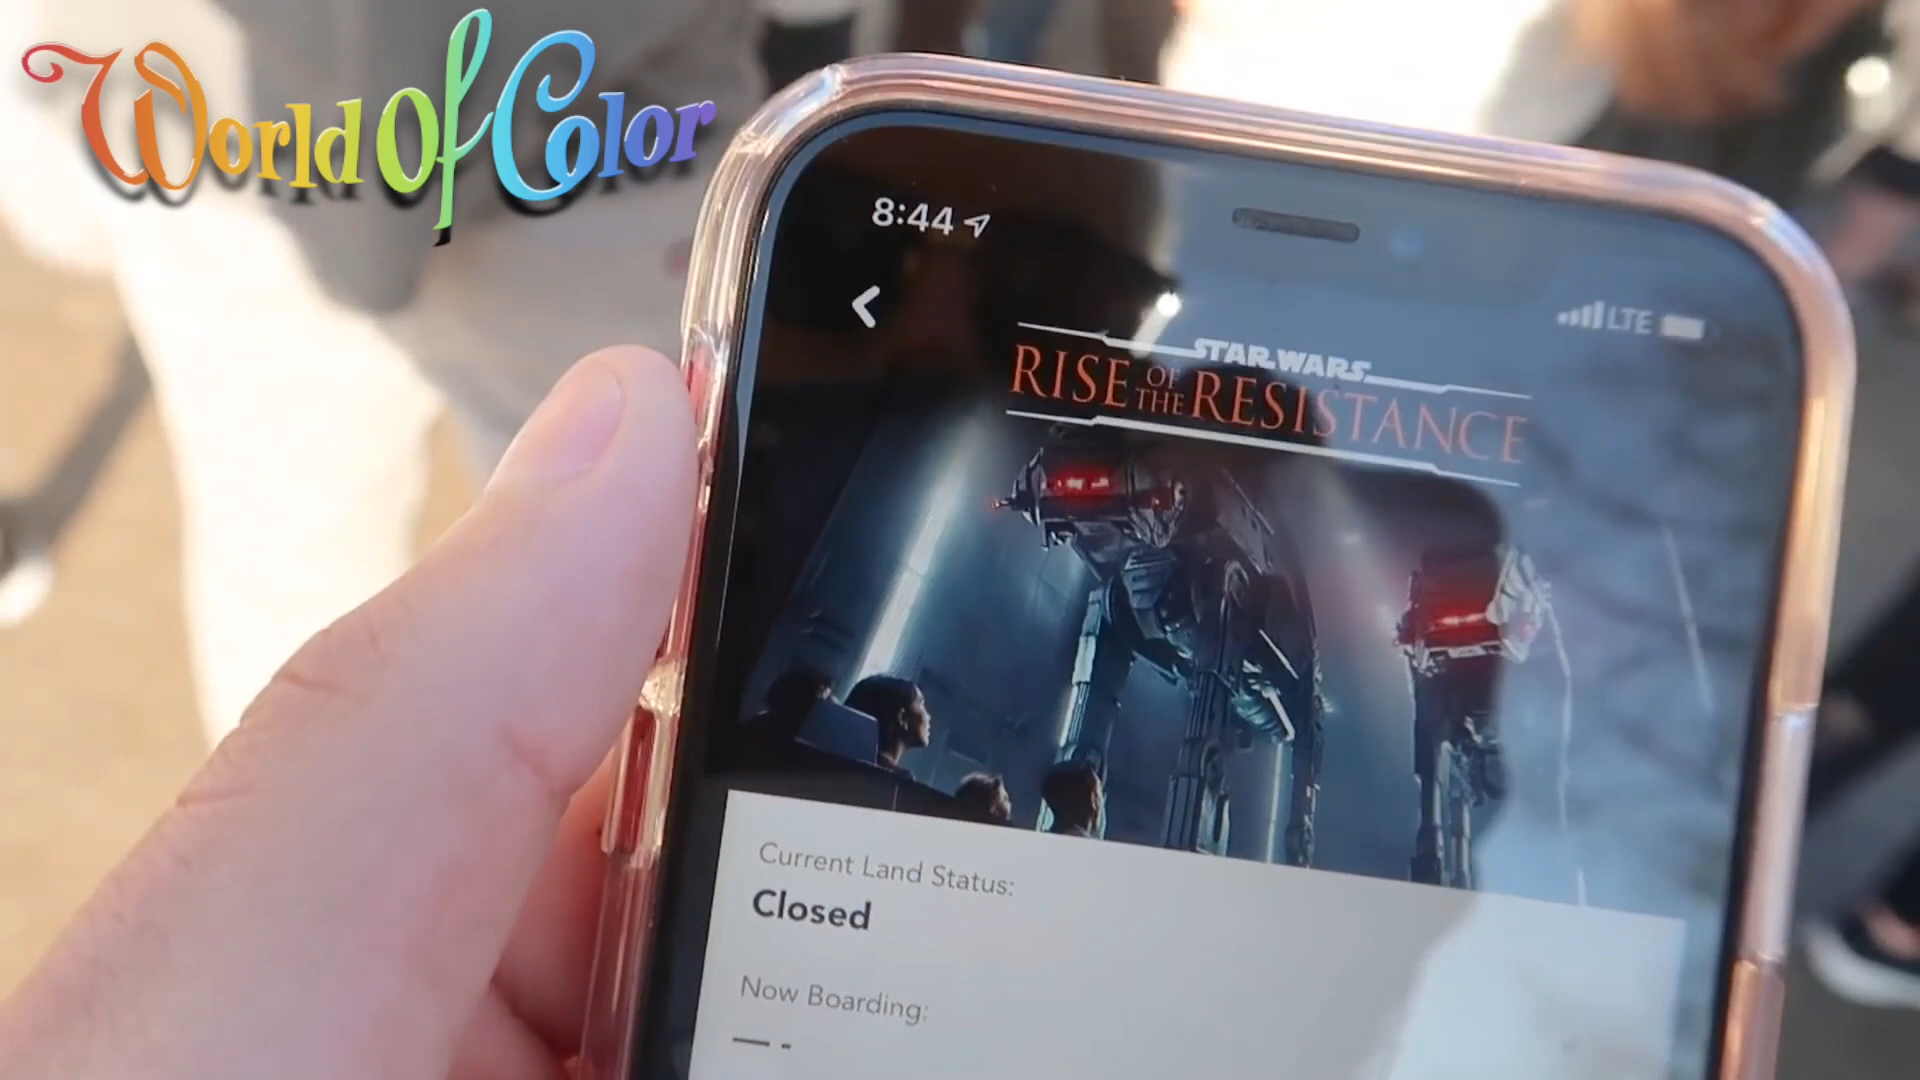 World Of Color
8:44
LTE
STAR WARS
RISE OF THE RESISTANCE
Current Land Status:
Closed
Now Boarding:
— -